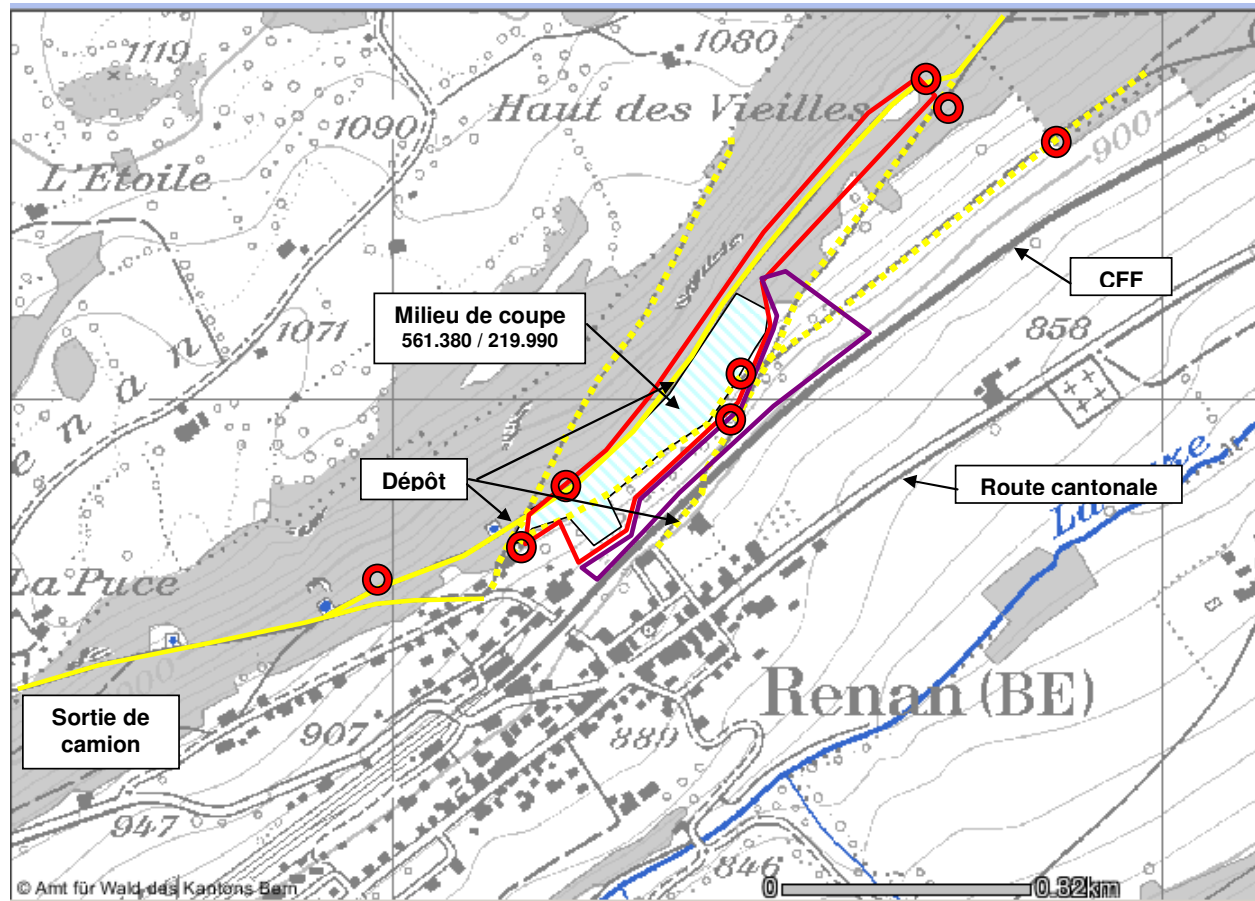 1119
1080
Haut des Vieilles
1090
L'Etoile
900
CFF
Milieu de coupe
561.380 / 219.990
1071
858
e n a n
Dépôt
Route cantonale
La Puce
1000
Renan (BE)
Sortie de
camion
907
889
947
846
© Amt für Wald des Kantons Bern
0
0.32km